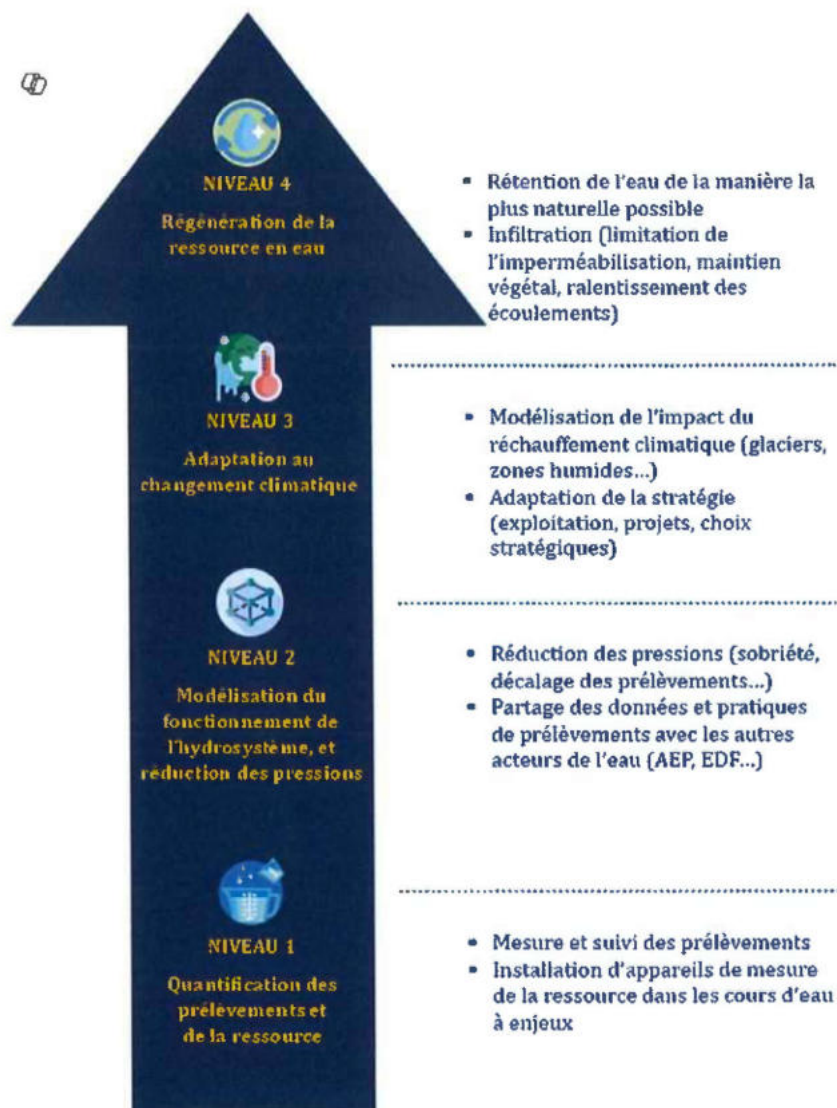 NIVEAU 4
Régénération de la
ressource en eau
• Rétention de l'eau de la manière la
plus naturelle possible
• Infiltration (limitation de
l'imperméabilisation, maintien
végétal, ralentissement des
écoulements)
NIVEAU 3
Adaptation au
changement climatique
• Modélisation de l'impact du
réchauffement climatique (glaciers,
zones humides...)
• Adaptation de la stratégie
(exploitation, projets, choix
stratégiques)
NIVEAU 2
Modélisation du
fonctionnement de
l'hydrosystème, et
réduction des pressions
• Réduction des pressions (sobriété,
décalage des prélèvements...)
• Partage des données et pratiques
de prélèvements avec les autres
acteurs de l'eau (AEP, EDF...)
NIVEAU 1
Quantification des
prélèvements et
de la ressource
• Mesure et suivi des prélèvements
• Installation d'appareils de mesure
de la ressource dans les cours d'eau
à enjeux